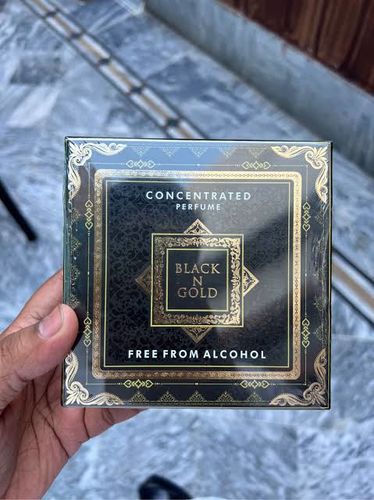 CONCENTRATED
PERFUME
BLACK
N
GOLD
FREE FROM ALCOHOL